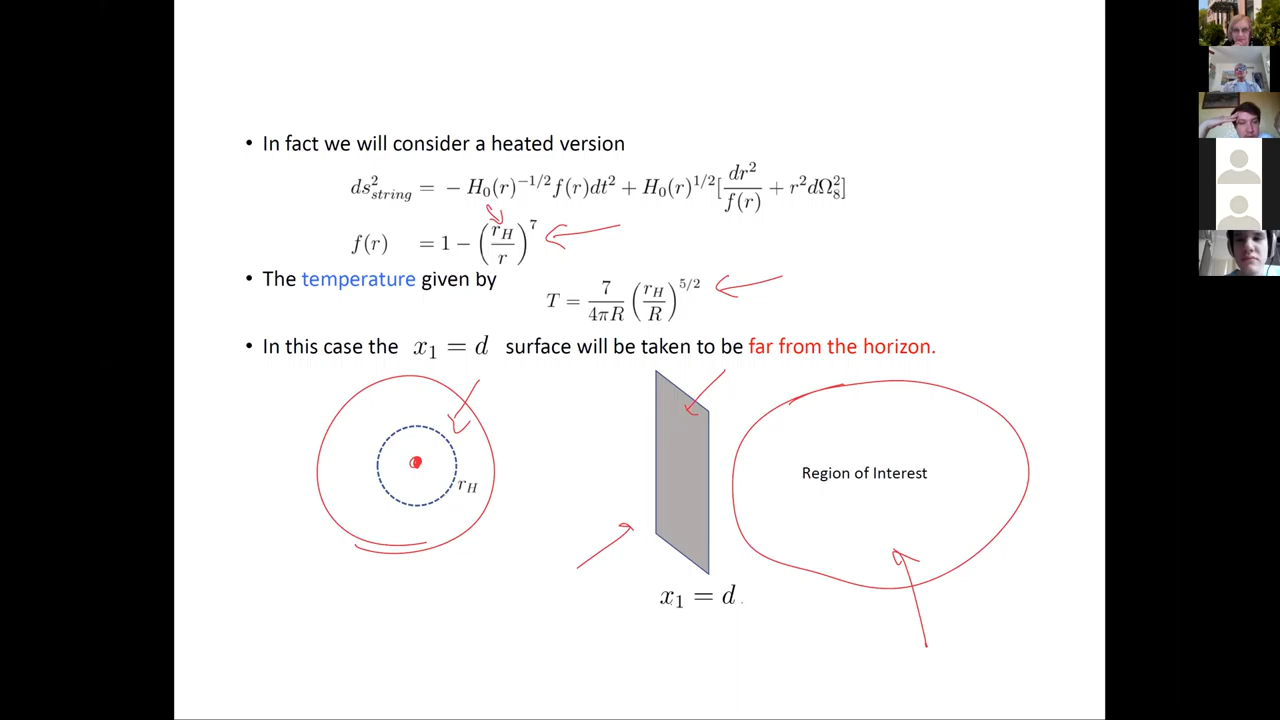 • In fact we will consider a heated version
ds²_string = − H₀(r)^{−1/2} f(r)dt² + H₀(r)^{1/2}[dr²/f(r) + r²dΩ₈²]
f(r) = 1 − (r_H/r)^7
• The temperature given by
T = 7/(4πR) (r_H/R)^{5/2}
• In this case the x₁ = d surface will be taken to be far from the horizon.
Region of Interest
r_H
x₁ = d